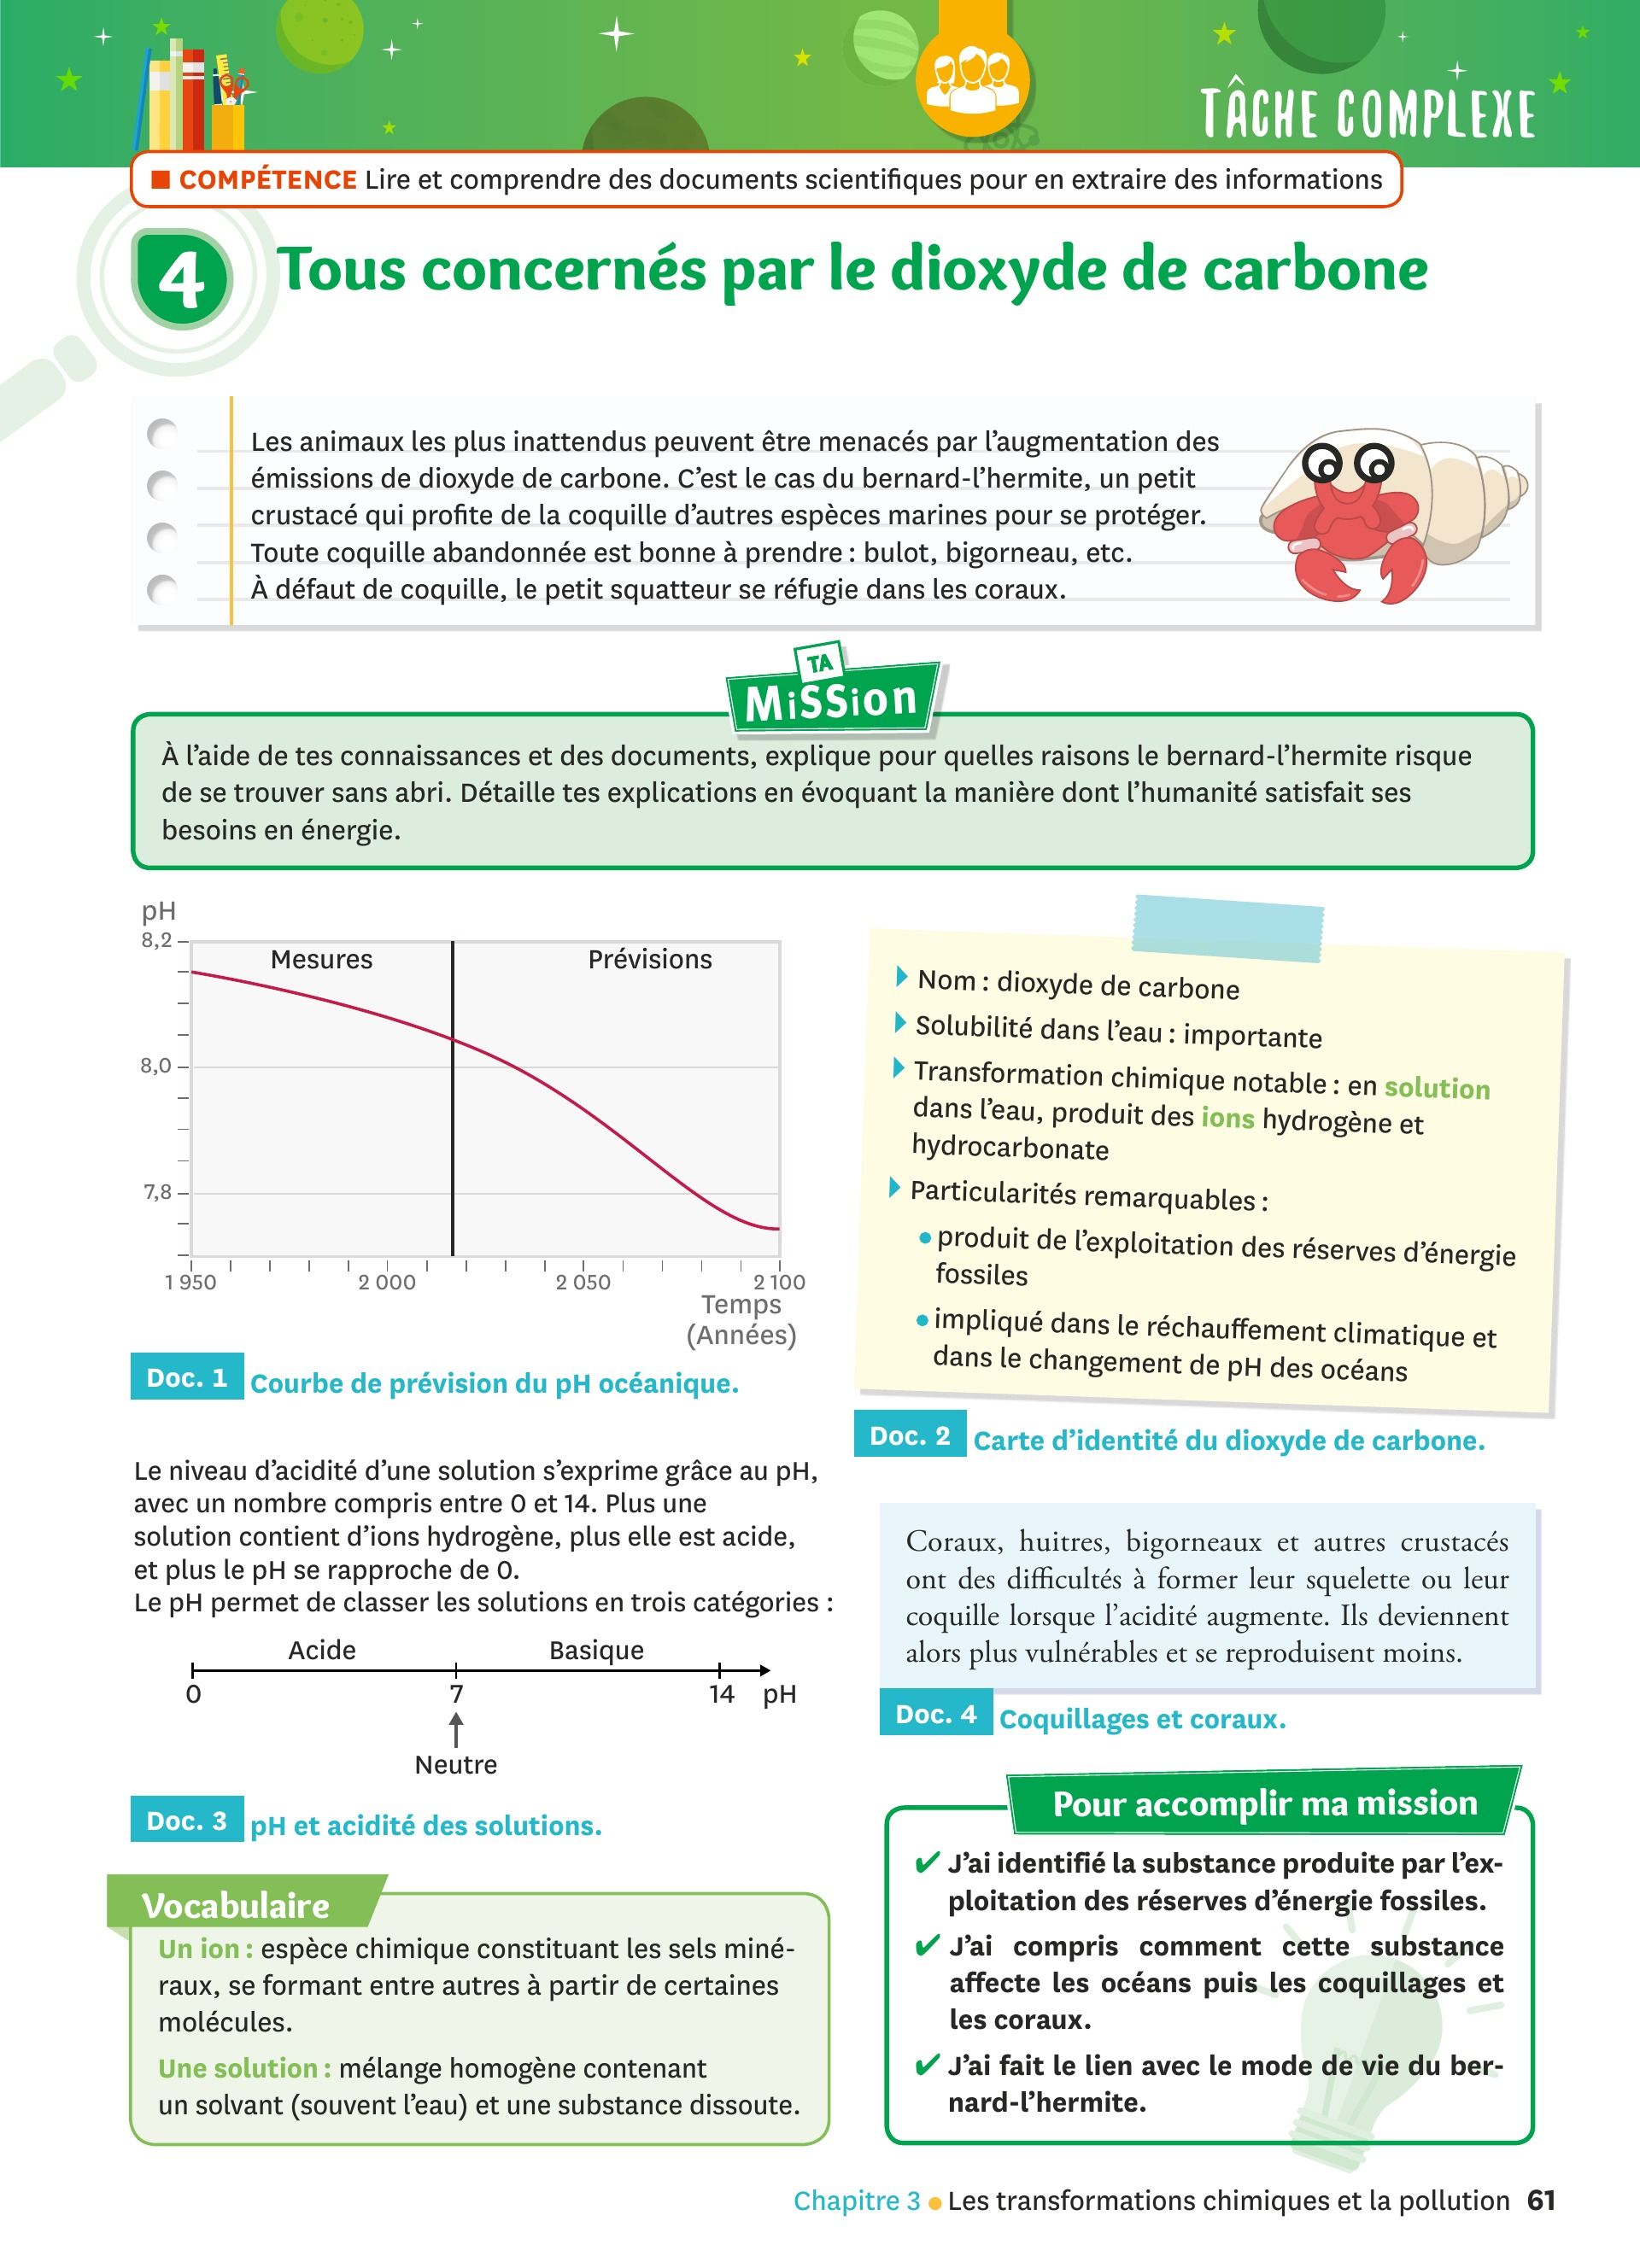 TÂCHE COMPLEXE
COMPÉTENCE Lire et comprendre des documents scientifiques pour en extraire des informations
4 Tous concernés par le dioxyde de carbone
Les animaux les plus inattendus peuvent être menacés par l’augmentation des
émissions de dioxyde de carbone. C’est le cas du bernard-l’hermite, un petit
crustacé qui profite de la coquille d’autres espèces marines pour se protéger.
Toute coquille abandonnée est bonne à prendre : bulot, bigorneau, etc.
À défaut de coquille, le petit squatteur se réfugie dans les coraux.
TA
MiSSion
À l’aide de tes connaissances et des documents, explique pour quelles raisons le bernard-l’hermite risque
de se trouver sans abri. Détaille tes explications en évoquant la manière dont l’humanité satisfait ses
besoins en énergie.
pH
8,2
Mesures
Prévisions
8,0
7,8
1 950
2 000
2 050
2 100
Temps
(Années)
Doc. 1 Courbe de prévision du pH océanique.
Nom : dioxyde de carbone
Solubilité dans l’eau : importante
Transformation chimique notable : en solution
dans l’eau, produit des ions hydrogène et
hydrocarbonate
Particularités remarquables :
• produit de l’exploitation des réserves d’énergie
fossiles
• impliqué dans le réchauffement climatique et
dans le changement de pH des océans
Doc. 2 Carte d’identité du dioxyde de carbone.
Le niveau d’acidité d’une solution s’exprime grâce au pH,
avec un nombre compris entre 0 et 14. Plus une
solution contient d’ions hydrogène, plus elle est acide,
et plus le pH se rapproche de 0.
Le pH permet de classer les solutions en trois catégories :
Acide
Basique
0
7
14
pH
Neutre
Doc. 3 pH et acidité des solutions.
Coraux, huitres, bigorneaux et autres crustacés
ont des difficultés à former leur squelette ou leur
coquille lorsque l’acidité augmente. Ils deviennent
alors plus vulnérables et se reproduisent moins.
Doc. 4 Coquillages et coraux.
Vocabulaire
Un ion : espèce chimique constituant les sels miné-
raux, se formant entre autres à partir de certaines
molécules.
Une solution : mélange homogène contenant
un solvant (souvent l’eau) et une substance dissoute.
Pour accomplir ma mission
✔ J’ai identifié la substance produite par l’ex-
ploitation des réserves d’énergie fossiles.
✔ J’ai compris comment cette substance
affecte les océans puis les coquillages et
les coraux.
✔ J’ai fait le lien avec le mode de vie du ber-
nard-l’hermite.
Chapitre 3 • Les transformations chimiques et la pollution 61